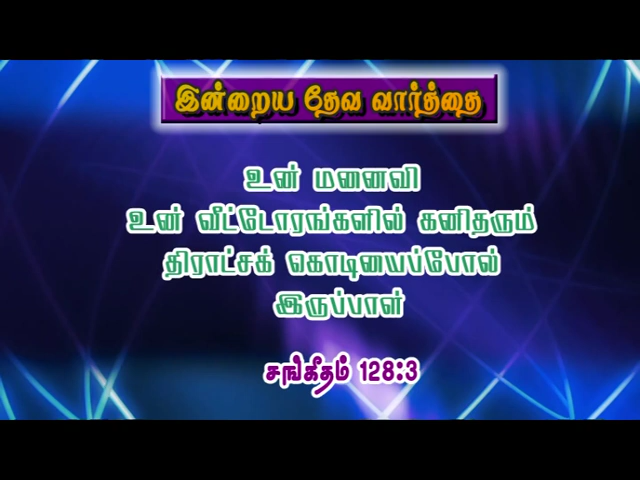 இன்றைய தேவ வார்த்தை
உன் மனைவி
உன் வீட்டோரங்களில் கனிதரும்
திராட்சக் கொடியைப்போல்
இருப்பாள்
சங்கீதம் 128:3